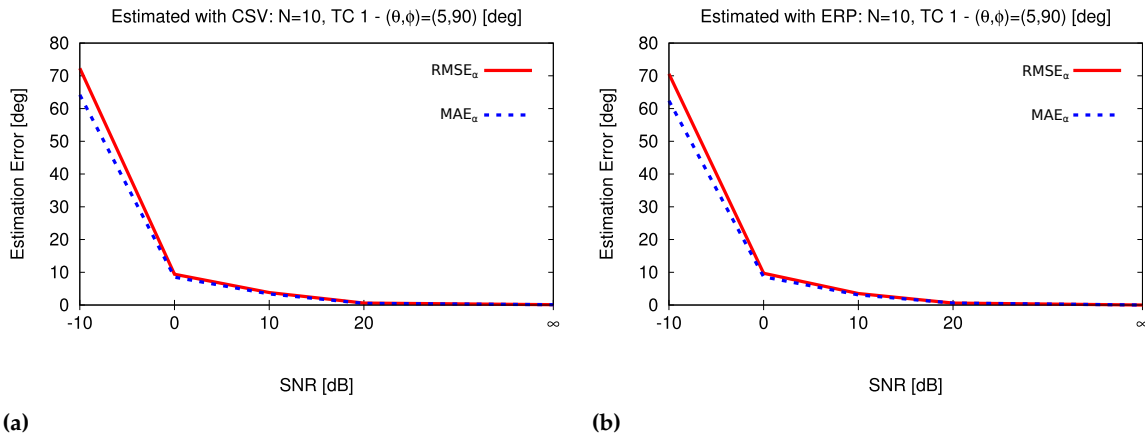 Estimated with CSV: N=10, TC 1 - (θ,ϕ)=(5,90) [deg]
80
70
60
50
40
30
20
10
0
Estimation Error [deg]
RMSEα
MAEα
-10 0 10 20 ∞
SNR [dB]
(a)
Estimated with ERP: N=10, TC 1 - (θ,ϕ)=(5,90) [deg]
80
70
60
50
40
30
20
10
0
Estimation Error [deg]
RMSEα
MAEα
-10 0 10 20 ∞
SNR [dB]
(b)